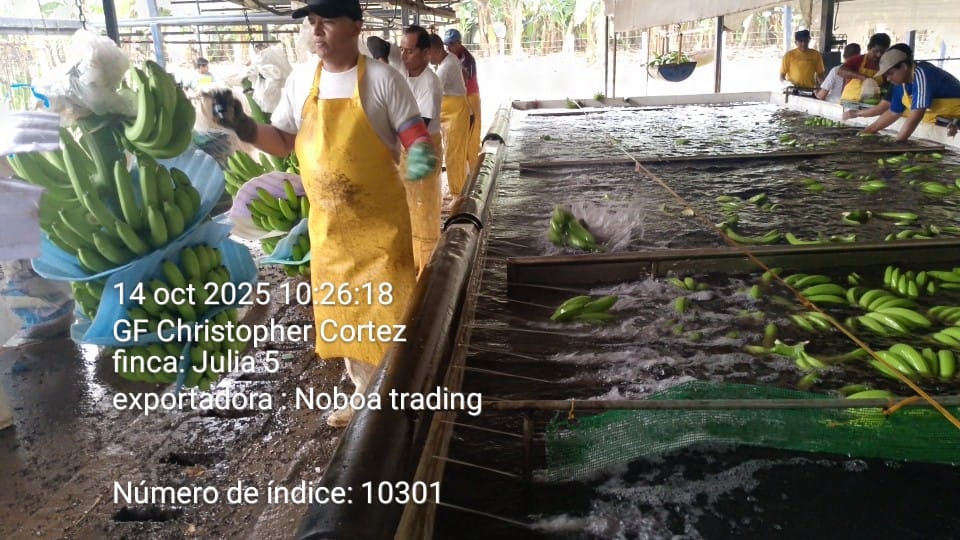 14 oct 2025 10:26:18
GF Christopher Cortez
finca: Julia 5
exportadora : Noboa trading
Número de índice: 10301